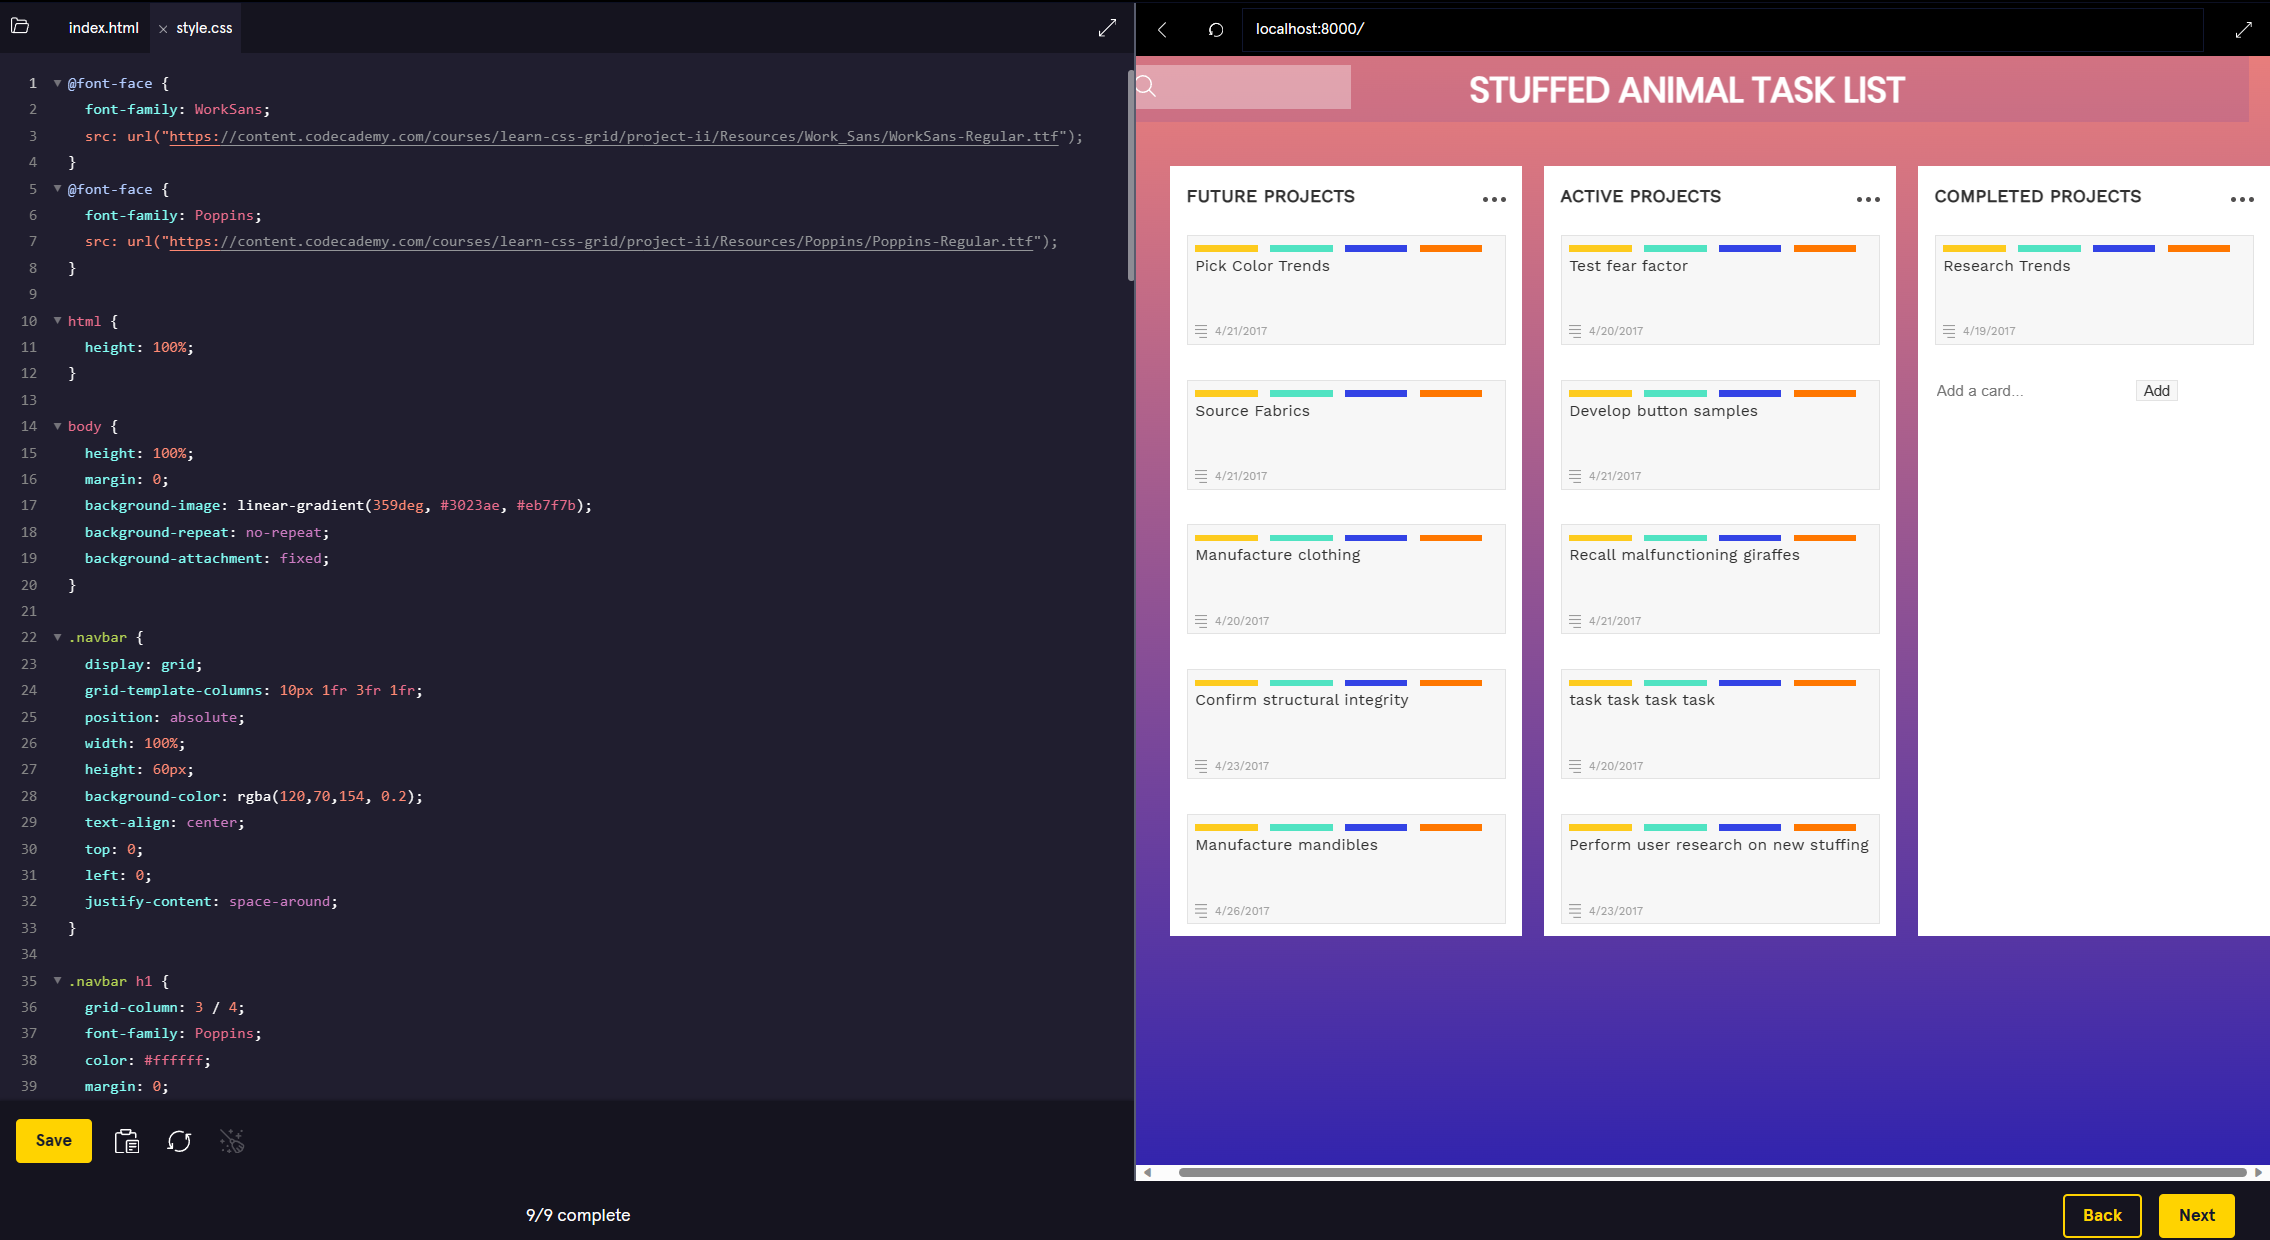 index.html
× style.css
1 @font-face {
2 font-family: WorkSans;
3 src: url("https://content.codecademy.com/courses/learn-css-grid/project-ii/Resources/Work_Sans/WorkSans-Regular.ttf");
4 }
5 @font-face {
6 font-family: Poppins;
7 src: url("https://content.codecademy.com/courses/learn-css-grid/project-ii/Resources/Poppins/Poppins-Regular.ttf");
8 }
9
10 html {
11 height: 100%;
12 }
13
14 body {
15 height: 100%;
16 margin: 0;
17 background-image: linear-gradient(359deg, #3023ae, #eb7f7b);
18 background-repeat: no-repeat;
19 background-attachment: fixed;
20 }
21
22 .navbar {
23 display: grid;
24 grid-template-columns: 10px 1fr 3fr 1fr;
25 position: absolute;
26 width: 100%;
27 height: 60px;
28 background-color: rgba(120,70,154, 0.2);
29 text-align: center;
30 top: 0;
31 left: 0;
32 justify-content: space-around;
33 }
34
35 .navbar h1 {
36 grid-column: 3 / 4;
37 font-family: Poppins;
38 color: #ffffff;
39 margin: 0;
Save
localhost:8000/
STUFFED ANIMAL TASK LIST
FUTURE PROJECTS
Pick Color Trends
4/21/2017
Source Fabrics
4/21/2017
Manufacture clothing
4/20/2017
Confirm structural integrity
4/23/2017
Manufacture mandibles
4/26/2017
ACTIVE PROJECTS
Test fear factor
4/20/2017
Develop button samples
4/21/2017
Recall malfunctioning giraffes
4/21/2017
task task task task
4/20/2017
Perform user research on new stuffing
4/23/2017
COMPLETED PROJECTS
Research Trends
4/19/2017
Add a card...
Add
9/9 complete
Back
Next